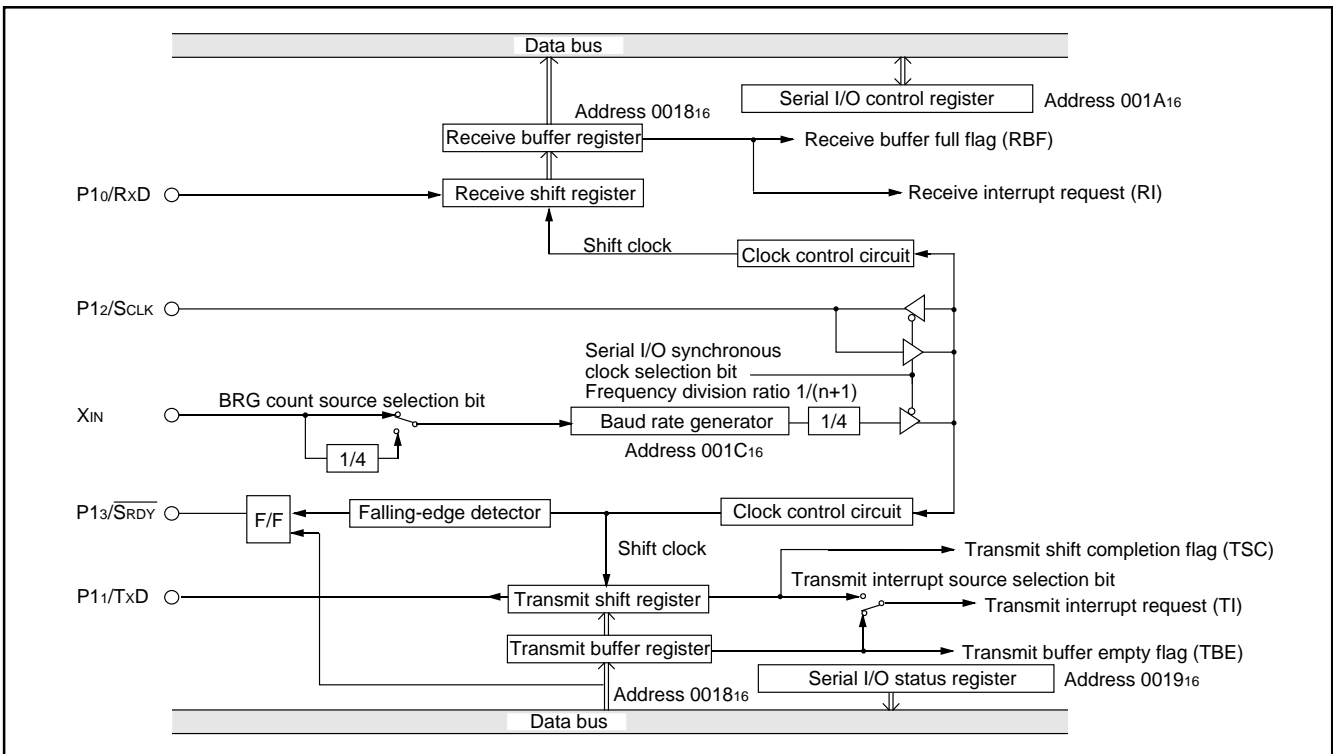 Data bus
Serial I/O control register
Address 001A16
Address 001816
Receive buffer register
Receive buffer full flag (RBF)
P10/RXD
Receive shift register
Receive interrupt request (RI)
Shift clock
Clock control circuit
P12/SCLK
Serial I/O synchronous
clock selection bit
Frequency division ratio 1/(n+1)
BRG count source selection bit
XIN
Baud rate generator
1/4
Address 001C16
1/4
P13/SRDY
F/F
Falling-edge detector
Clock control circuit
Shift clock
Transmit shift completion flag (TSC)
Transmit interrupt source selection bit
P11/TXD
Transmit shift register
Transmit interrupt request (TI)
Transmit buffer register
Transmit buffer empty flag (TBE)
Serial I/O status register
Address 001916
Address 001816
Data bus